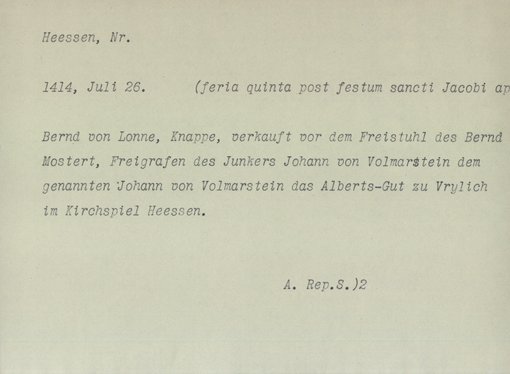 Heessen, Nr.
1414, Juli 26. (feria quinta post festum sancti Jacobi ap
Bernd von Lonne, Knappe, verkauft vor dem Freistuhl des Bernd
Mostert, Freigrafen des Junkers Johann von Volmarstein dem
genannten Johann von Volmarstein das Alberts-Gut zu Vrylich
im Kirchspiel Heessen.
A. Rep.S.)2